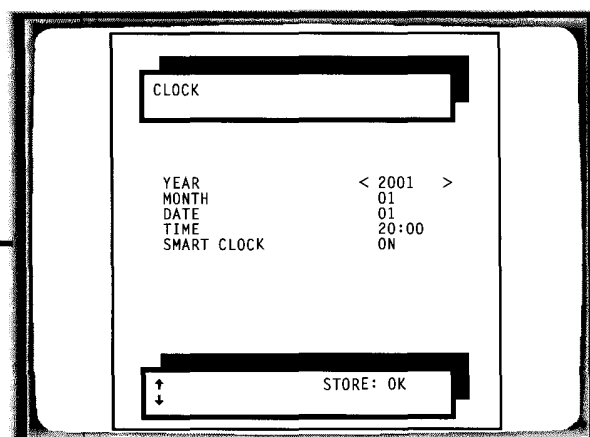 CLOCK
YEAR < 2001 >
MONTH 01
DATE 01
TIME 20:00
SMART CLOCK ON
↑ STORE: OK
↓